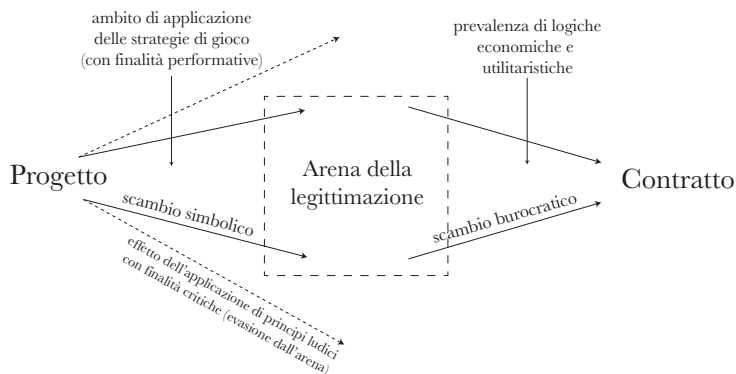 ambito di applicazione
delle strategie di gioco
(con finalità performative)
prevalenza di logiche
economiche e
utilitaristiche
Progetto
Arena della
legittimazione
Contratto
scambio simbolico
scambio burocratico
effetto dell'applicazione di principi ludici
con finalità critiche (evasione dall'arena)